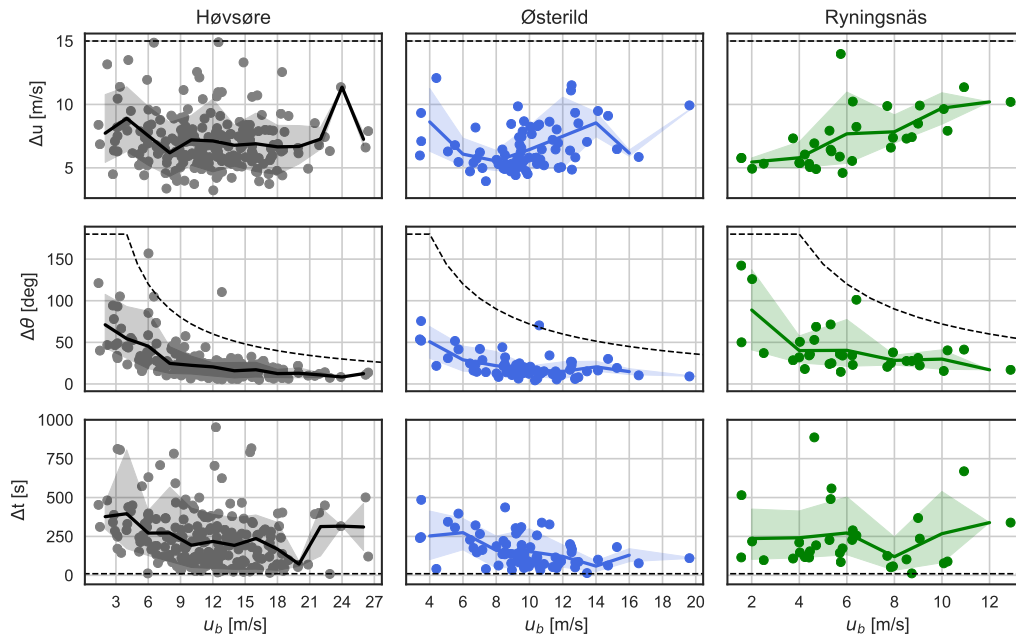 Høvsøre Østerild Ryningsnäs
Δu [m/s]
15
10
5
Δθ [deg]
150
100
50
0
Δt [s]
1000
750
500
250
0
3 6 9 12 15 18 21 24 27
u_b [m/s]
4 6 8 10 12 14 16 18 20
u_b [m/s]
2 4 6 8 10 12
u_b [m/s]